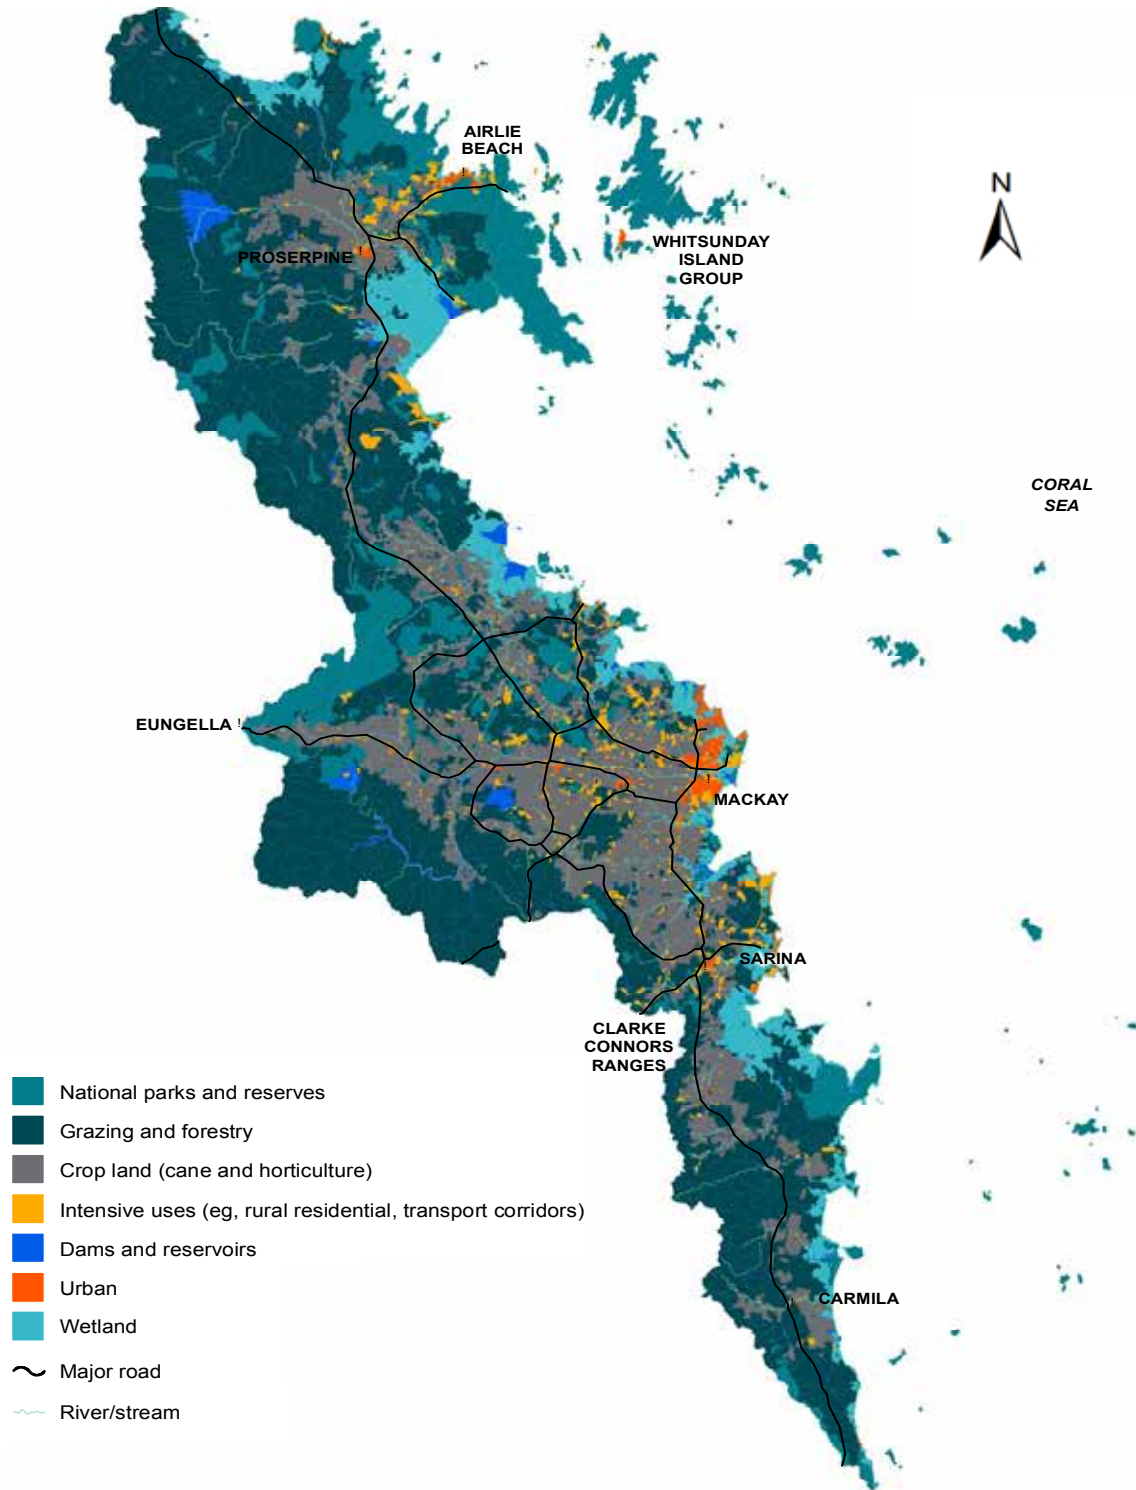 AIRLIE
BEACH
N
WHITSUNDAY
ISLAND
GROUP
PROSERPINE
CORAL
SEA
EUNGELLA
MACKAY
SARINA
CLARKE
CONNORS
RANGES
National parks and reserves
Grazing and forestry
Crop land (cane and horticulture)
Intensive uses (eg, rural residential, transport corridors)
Dams and reservoirs
Urban
Wetland
CARMILA
Major road
River/stream